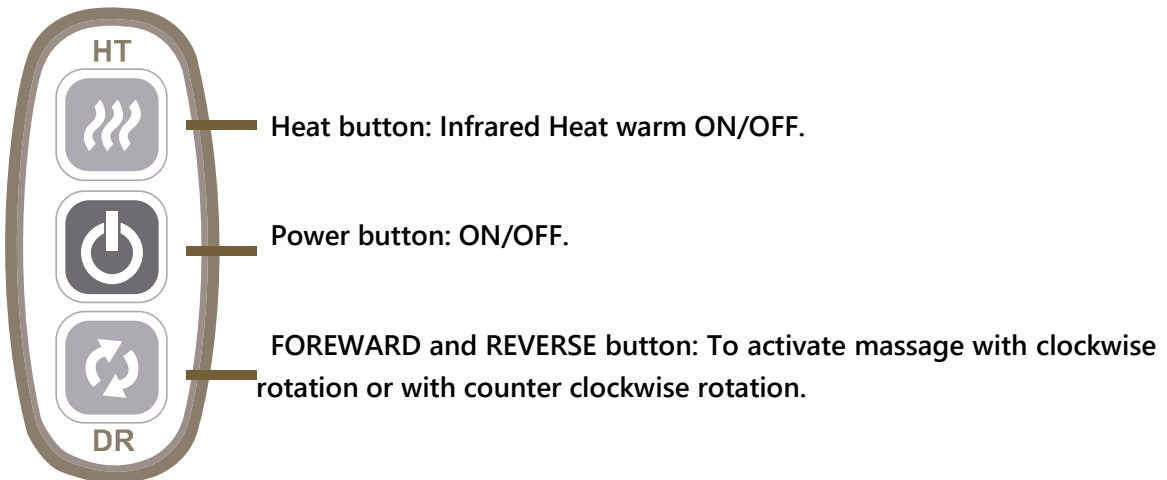 HT
Heat button: Infrared Heat warm ON/OFF.
Power button: ON/OFF.
FOREWARD and REVERSE button: To activate massage with clockwise
rotation or with counter clockwise rotation.
DR